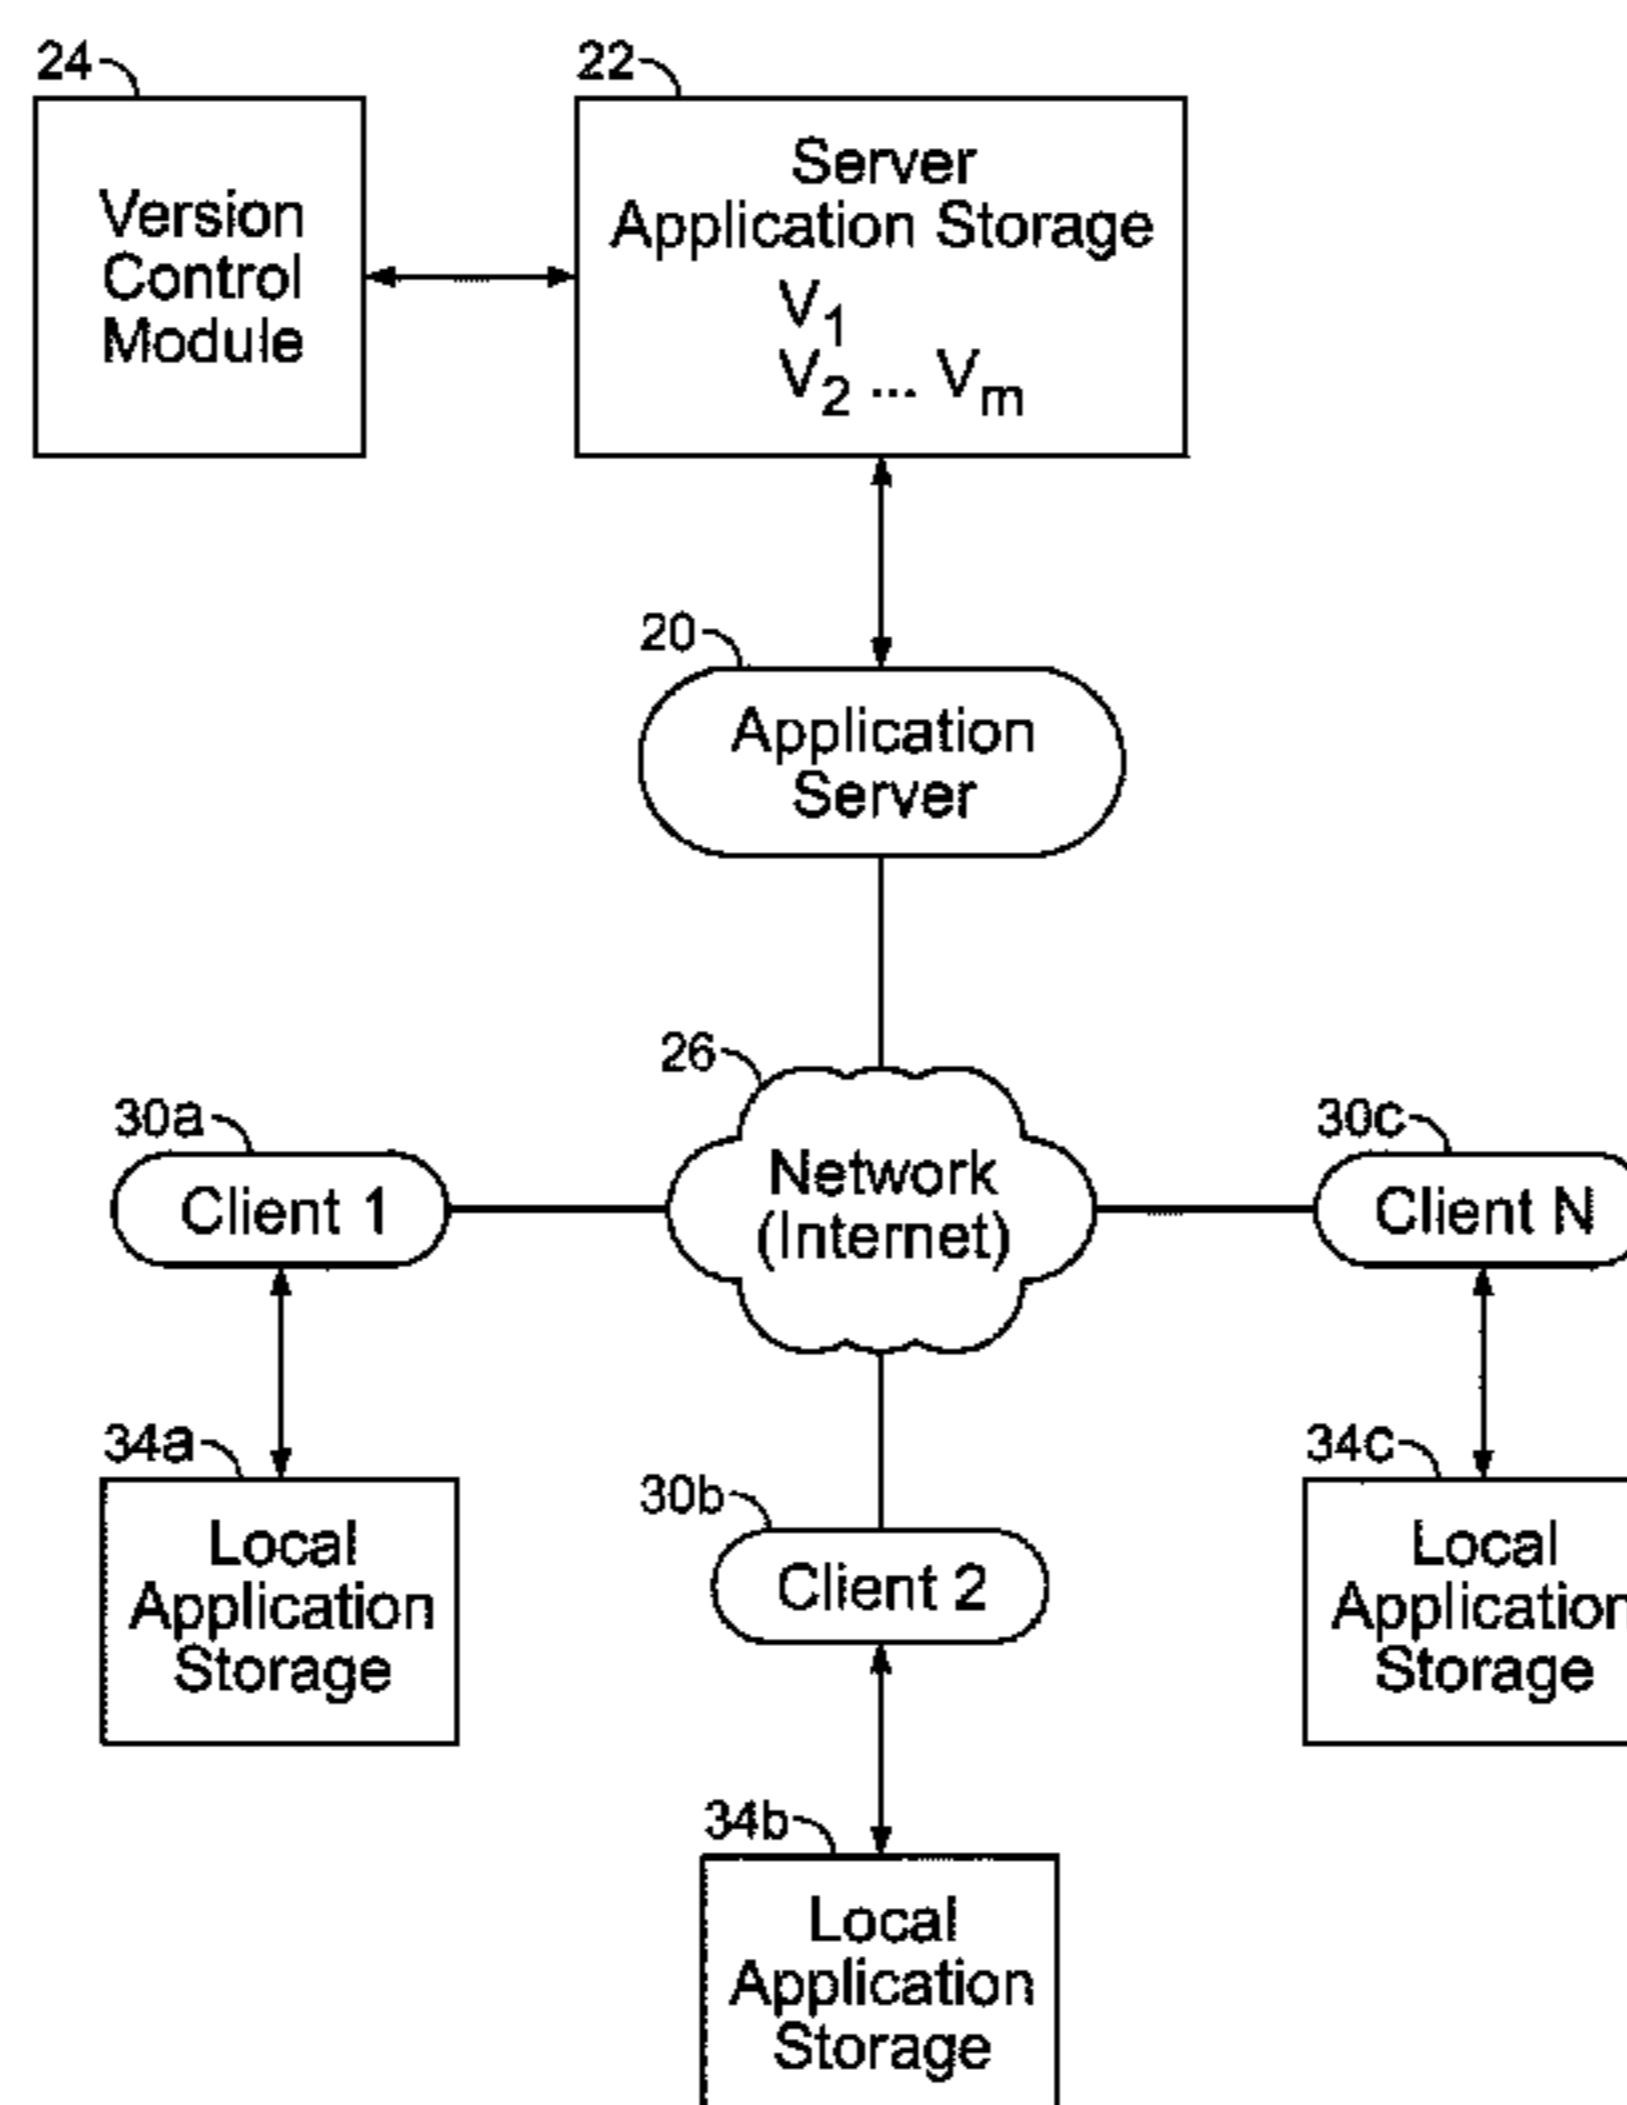 24
22
Version
Control
Module
Server
Application Storage
V1
V2 ... Vm
20
Application
Server
26
Network
(Internet)
30a
Client 1
30c
Client N
34a
Local
Application
Storage
30b
Client 2
34c
Local
Application
Storage
34b
Local
Application
Storage